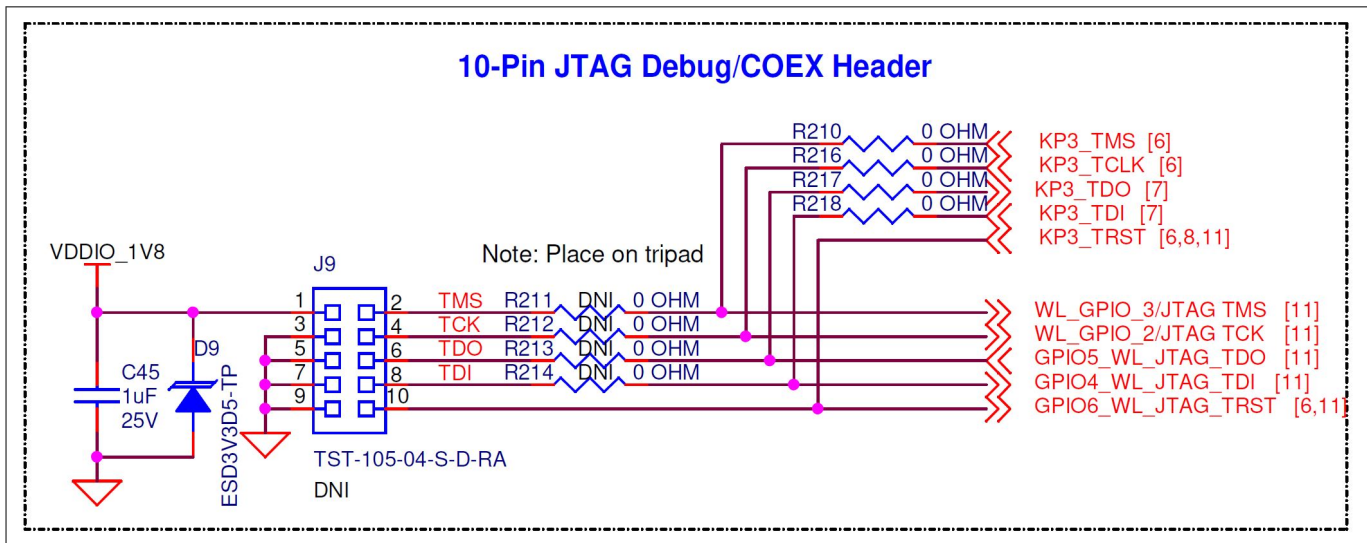 10-Pin JTAG Debug/COEX Header
R210 0 OHM KP3_TMS [6]
R216 0 OHM KP3_TCLK [6]
R217 0 OHM KP3_TDO [7]
R218 0 OHM KP3_TDI [7]
KP3_TRST [6,8,11]
VDDIO_1V8
Note: Place on tripad
J9
1 2 TMS R211 DNI 0 OHM WL_GPIO_3/JTAG TMS [11]
3 4 TCK R212 DNI 0 OHM WL_GPIO_2/JTAG TCK [11]
5 6 TDO R213 DNI 0 OHM GPIO5_WL_JTAG_TDO [11]
7 8 TDI R214 DNI 0 OHM GPIO4_WL_JTAG_TDI [11]
9 10 GPIO6_WL_JTAG_TRST [6,11]
C45
1uF
25V
D9
ESD3V3D5-TP
TST-105-04-S-D-RA
DNI